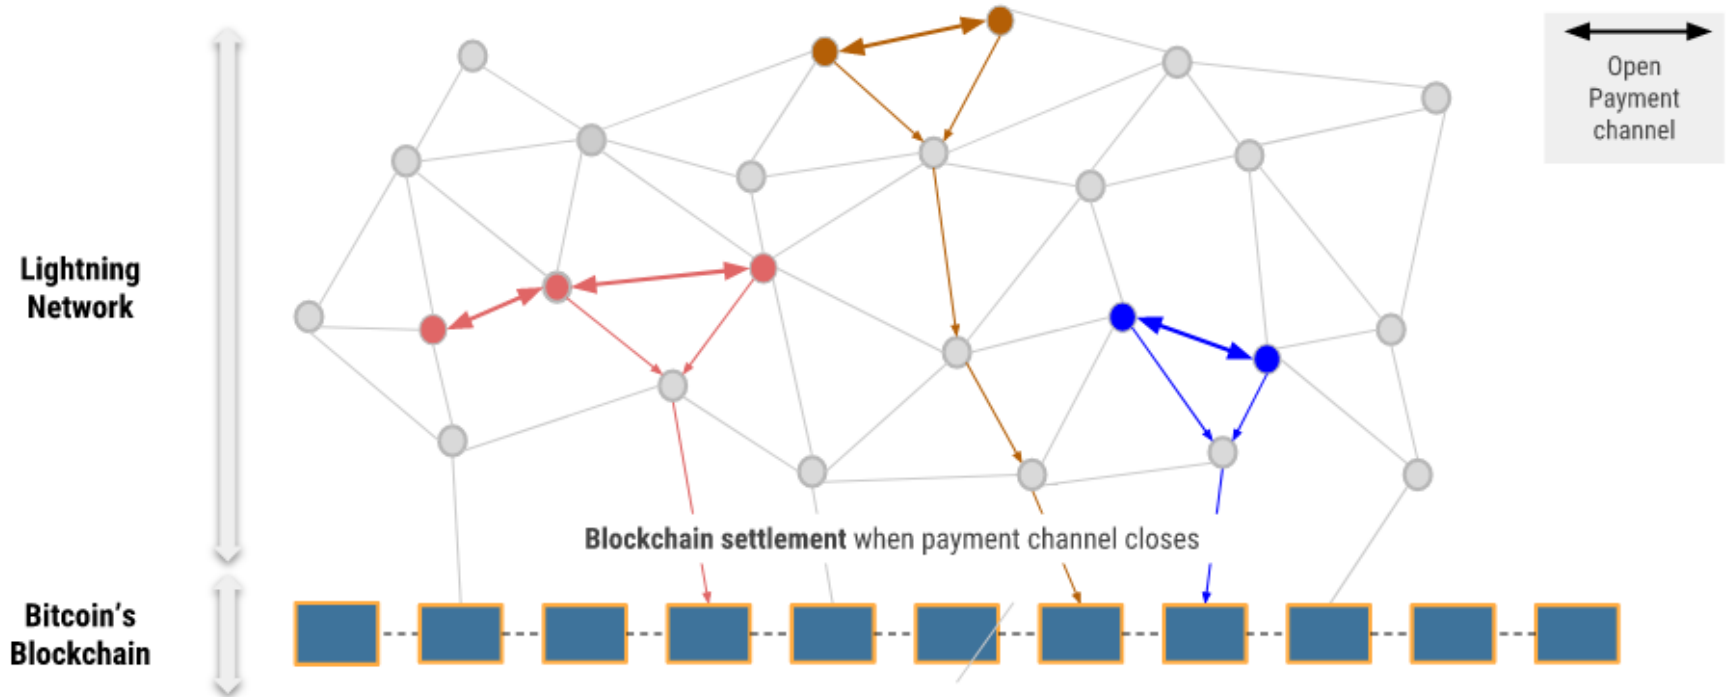 Open
Payment
channel
Lightning
Network
Blockchain settlement when payment channel closes
Bitcoin’s
Blockchain